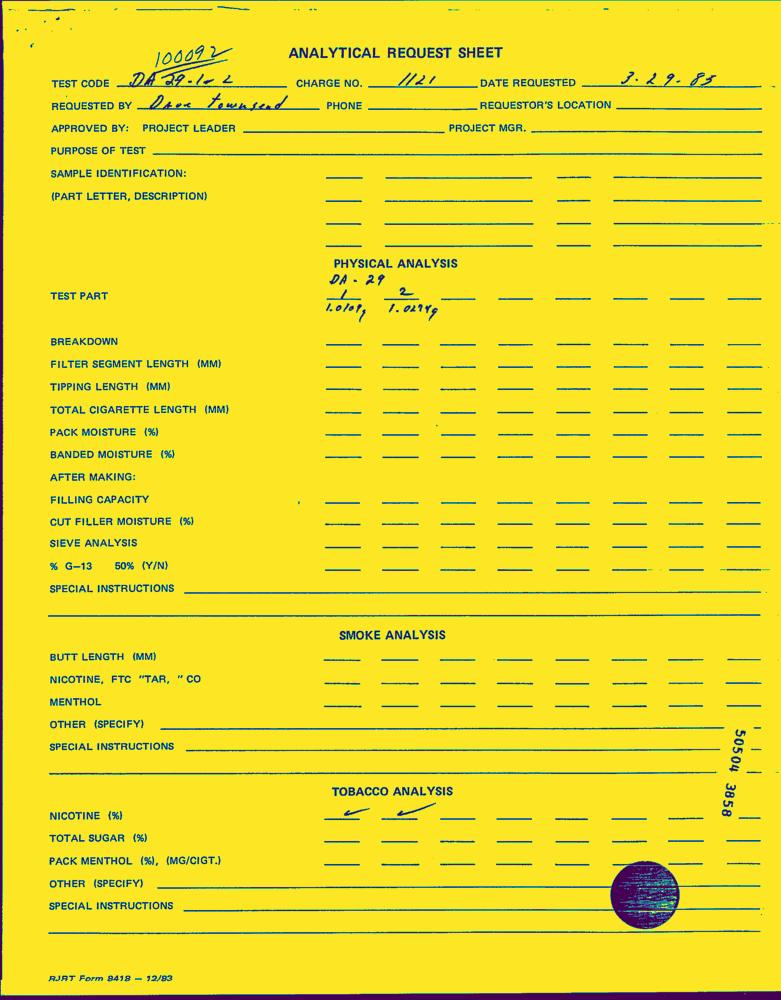 100092
ANALYTICAL REQUEST SHEET
TEST CODE DA 29-1+2 CHARGE NO. 1121 DATE REQUESTED 3-29-85
REQUESTED BY Dave Townsend PHONE REQUESTOR'S LOCATION
APPROVED BY: PROJECT LEADER PROJECT MGR.
PURPOSE OF TEST
SAMPLE IDENTIFICATION:
(PART LETTER, DESCRIPTION)
PHYSICAL ANALYSIS
DA - 29
TEST PART 1 2
BREAKDOWN
FILTER SEGMENT LENGTH (MM)
TIPPING LENGTH (MM)
TOTAL CIGARETTE LENGTH (MM)
PACK MOISTURE (%)
BANDED MOISTURE (%)
AFTER MAKING:
FILLING CAPACITY
CUT FILLER MOISTURE (%)
SIEVE ANALYSIS
% G-13 50% (Y/N)
SPECIAL INSTRUCTIONS
SMOKE ANALYSIS
BUTT LENGTH (MM)
NICOTINE, FTC "TAR, " CO
MENTHOL
OTHER (SPECIFY)
SPECIAL INSTRUCTIONS
50504 3858
TOBACCO ANALYSIS
NICOTINE (%) ✓ ✓
TOTAL SUGAR (%)
PACK MENTHOL (%), (MG/CIGT.)
OTHER (SPECIFY)
SPECIAL INSTRUCTIONS
RJRT Form 8418 — 12/83